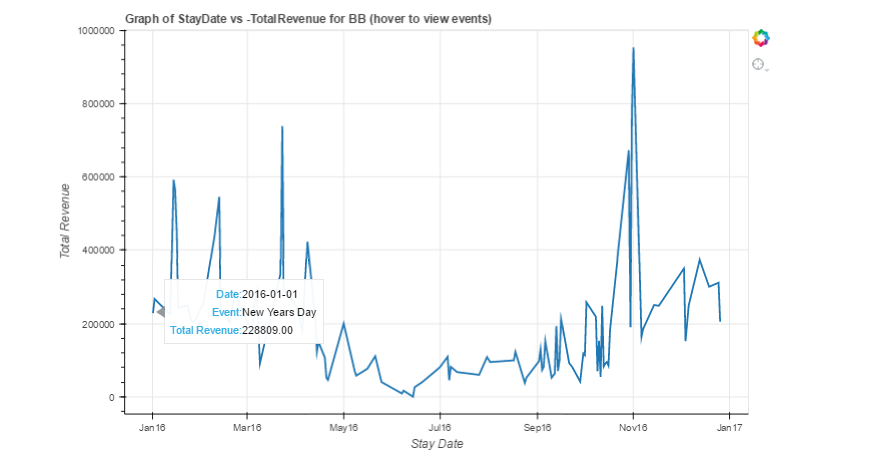 Graph of StayDate vs -TotalRevenue for BB (hover to view events)
1000000
800000
600000
400000
200000
0
Total Revenue
Date:2016-01-01
Event:New Years Day
Total Revenue:228809.00
Jan16 Mar16 May16 Jul16 Sep16 Nov16 Jan17
Stay Date